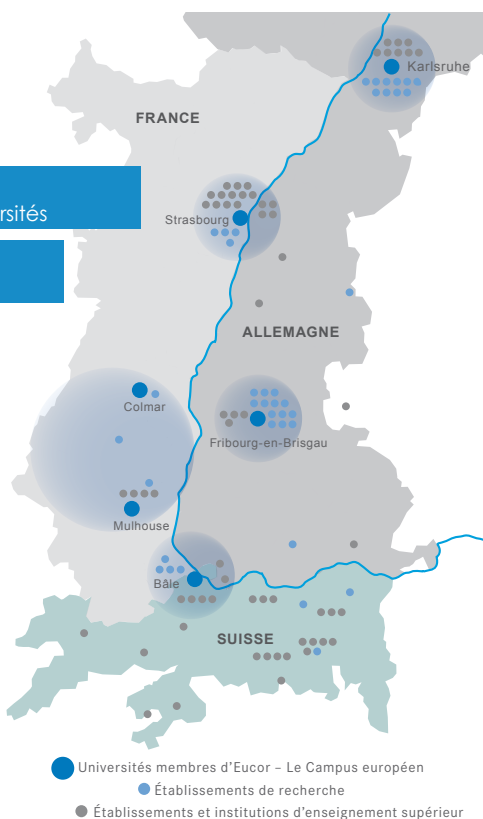 Karlsruhe
FRANCE
rsités
Strasbourg
ALLEMAGNE
Colmar
Fribourg-en-Brisgau
Mulhouse
Bâle
SUISSE
Universités membres d'Eucor – Le Campus européen
Établissements de recherche
Établissements et institutions d'enseignement supérieur